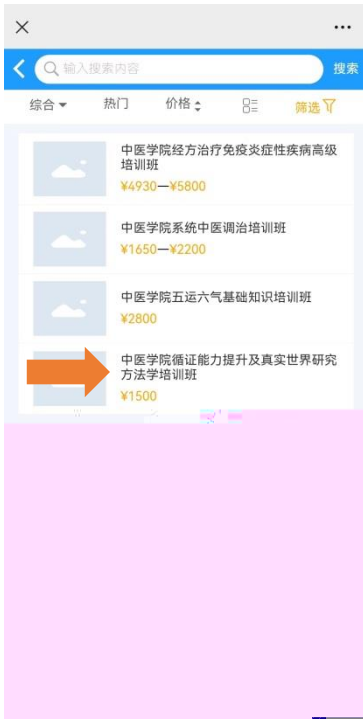 输入搜索内容
搜索
综合
热门
价格
筛选
中医学院经方治疗免疫炎症性疾病高级
培训班
¥4930—¥5800
中医学院系统中医调治培训班
¥1650—¥2200
中医学院五运六气基础知识培训班
¥2800
中医学院循证能力提升及真实世界研究
方法学培训班
¥1500